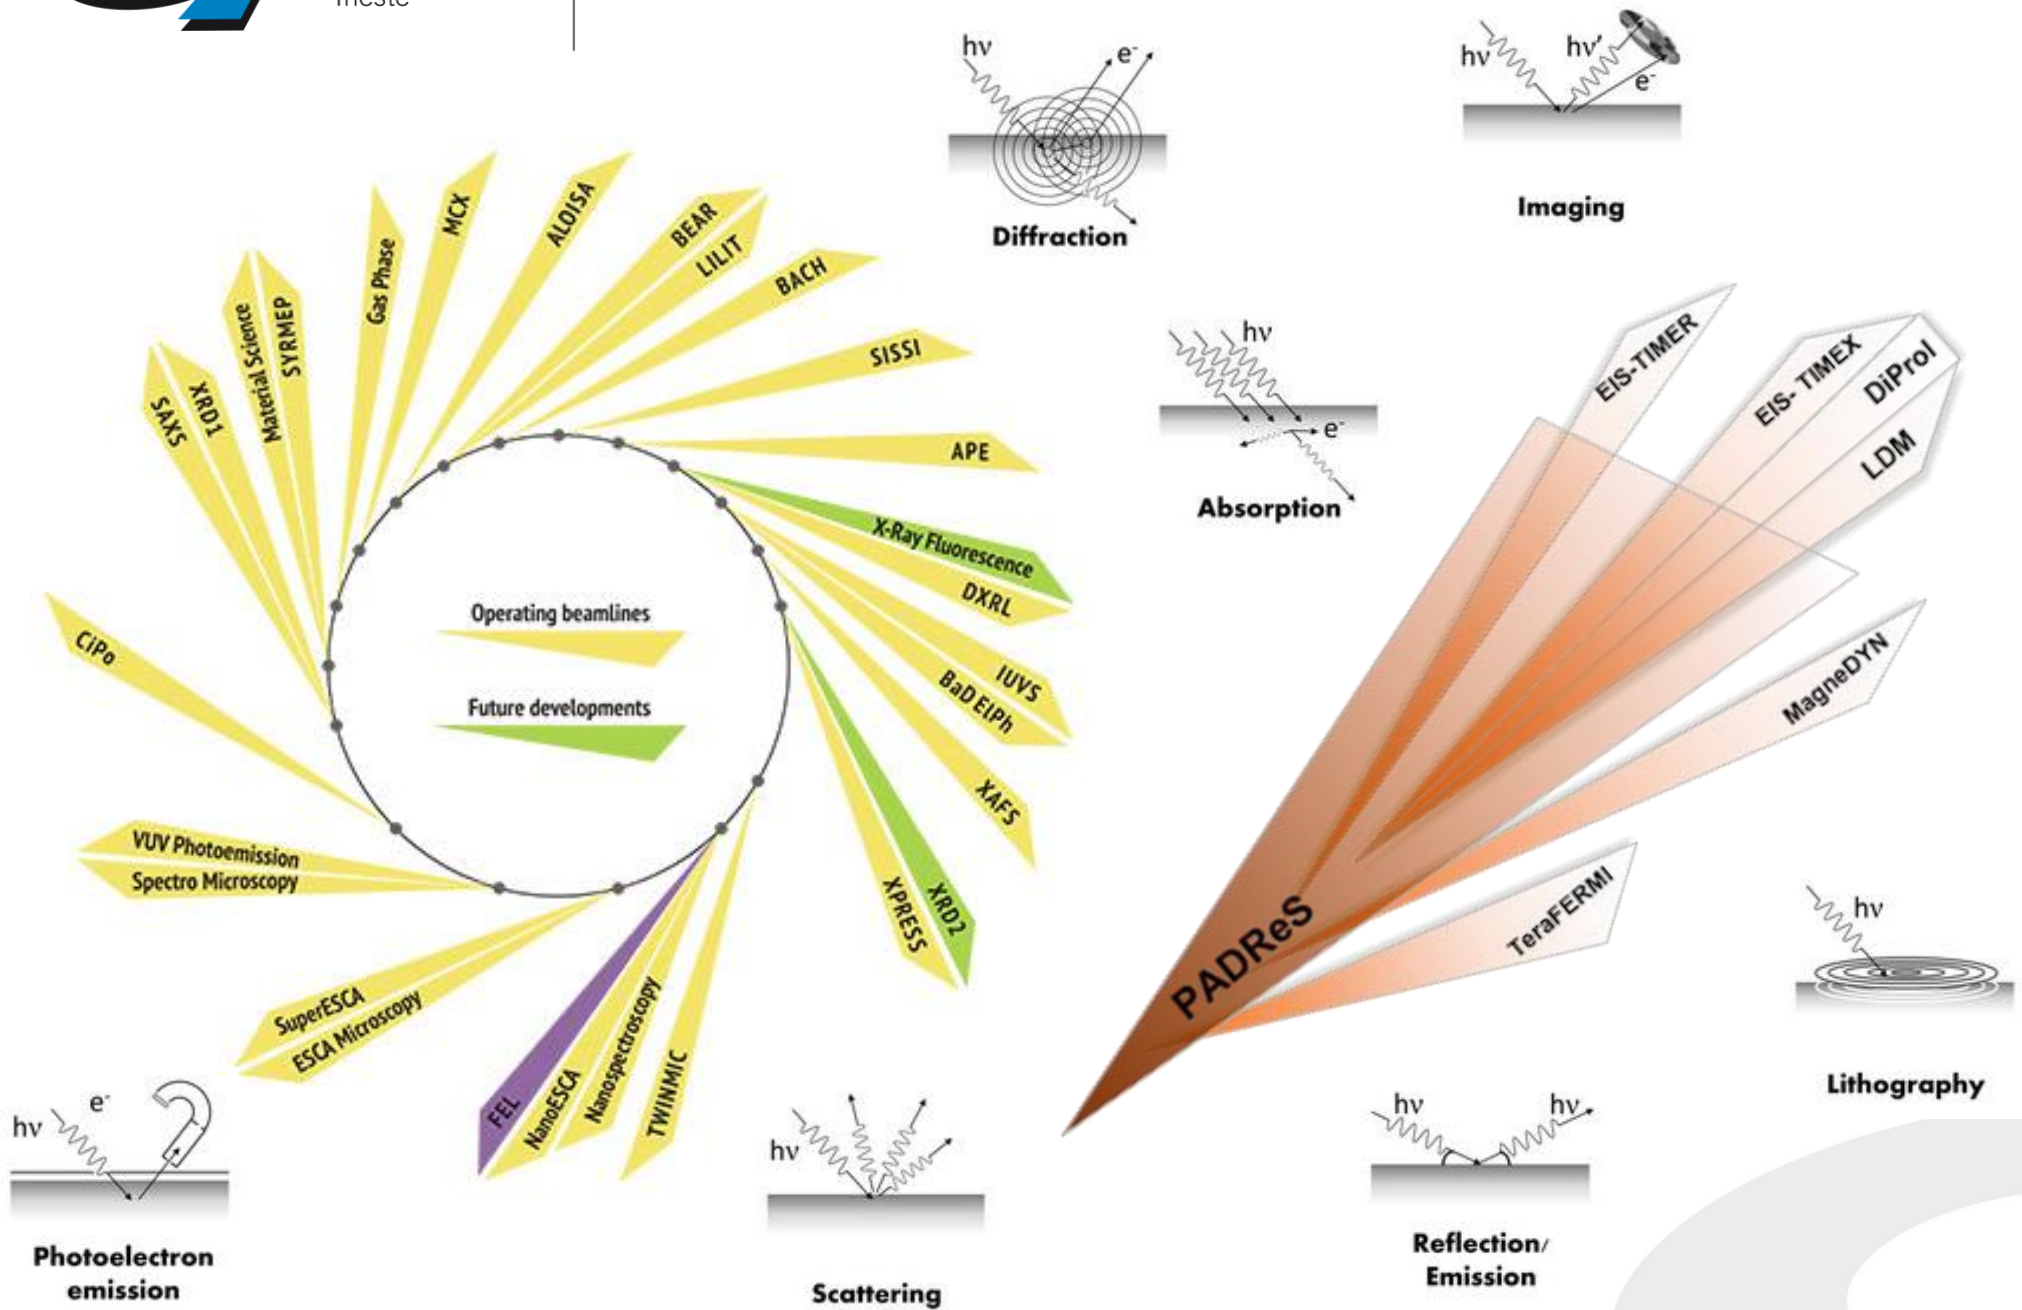 Trieste
hν
e⁻
Diffraction
hν
hν'
e⁻
Imaging
hν
e⁻
Absorption
SAXS
XRD1
Material Science
SYRMEP
Gas Phase
MCX
ALOISA
BEAR
LILIT
BACH
SISSI
APE
X-Ray Fluorescence
DXRL
IUVS
BaDElPh
XAFS
XRD2
XPRESS
TWINMIC
Nanospectroscopy
NanoESCA
FEL
ESCA Microscopy
SuperESCA
Spectro Microscopy
VUV Photoemission
CiPo
Operating beamlines
Future developments
EIS-TIMER
EIS- TIMEX
DiProI
LDM
MagneDYN
TeraFERMI
PADReS
hν
e⁻
Photoelectron
emission
hν
Scattering
hν
hν
Reflection/
Emission
hν
Lithography